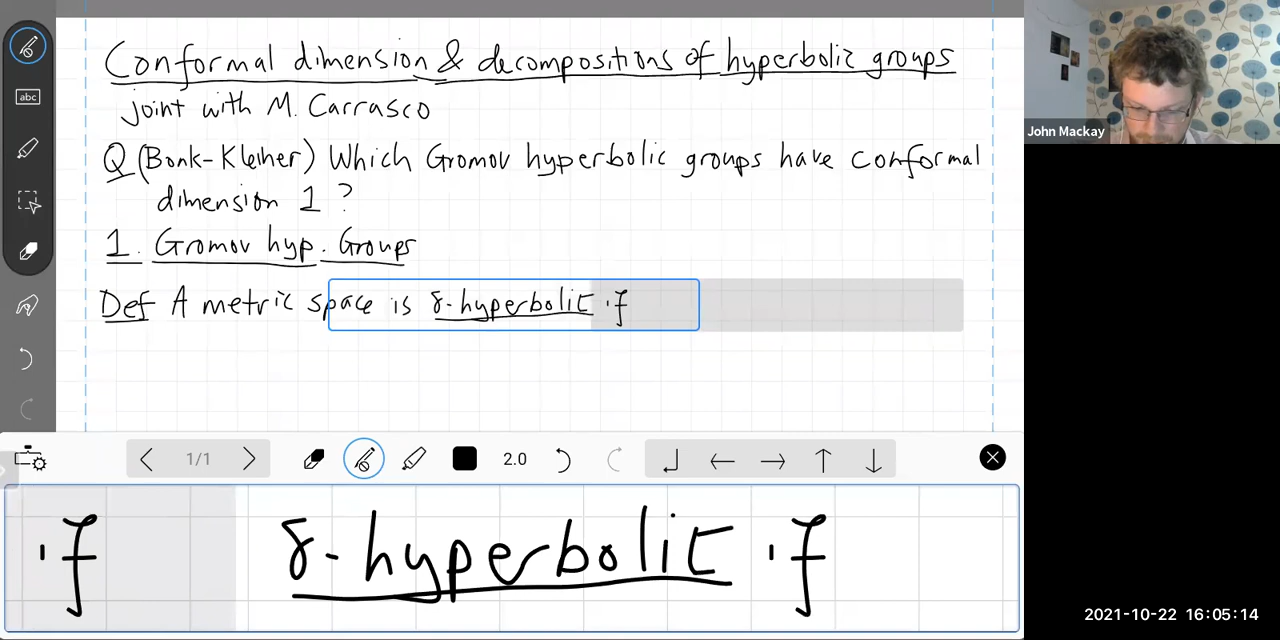 Conformal dimension & decompositions of hyperbolic groups
joint with M. Carrasco
Q (Bonk-Kleiner) Which Gromov hyperbolic groups have conformal
dimension 1 ?
1. Gromov hyp. Groups
Def A metric space is δ-hyperbolic if
abc
John Mackay
1/1
2.0
if δ-hyperbolic if
2021-10-22 16:05:14